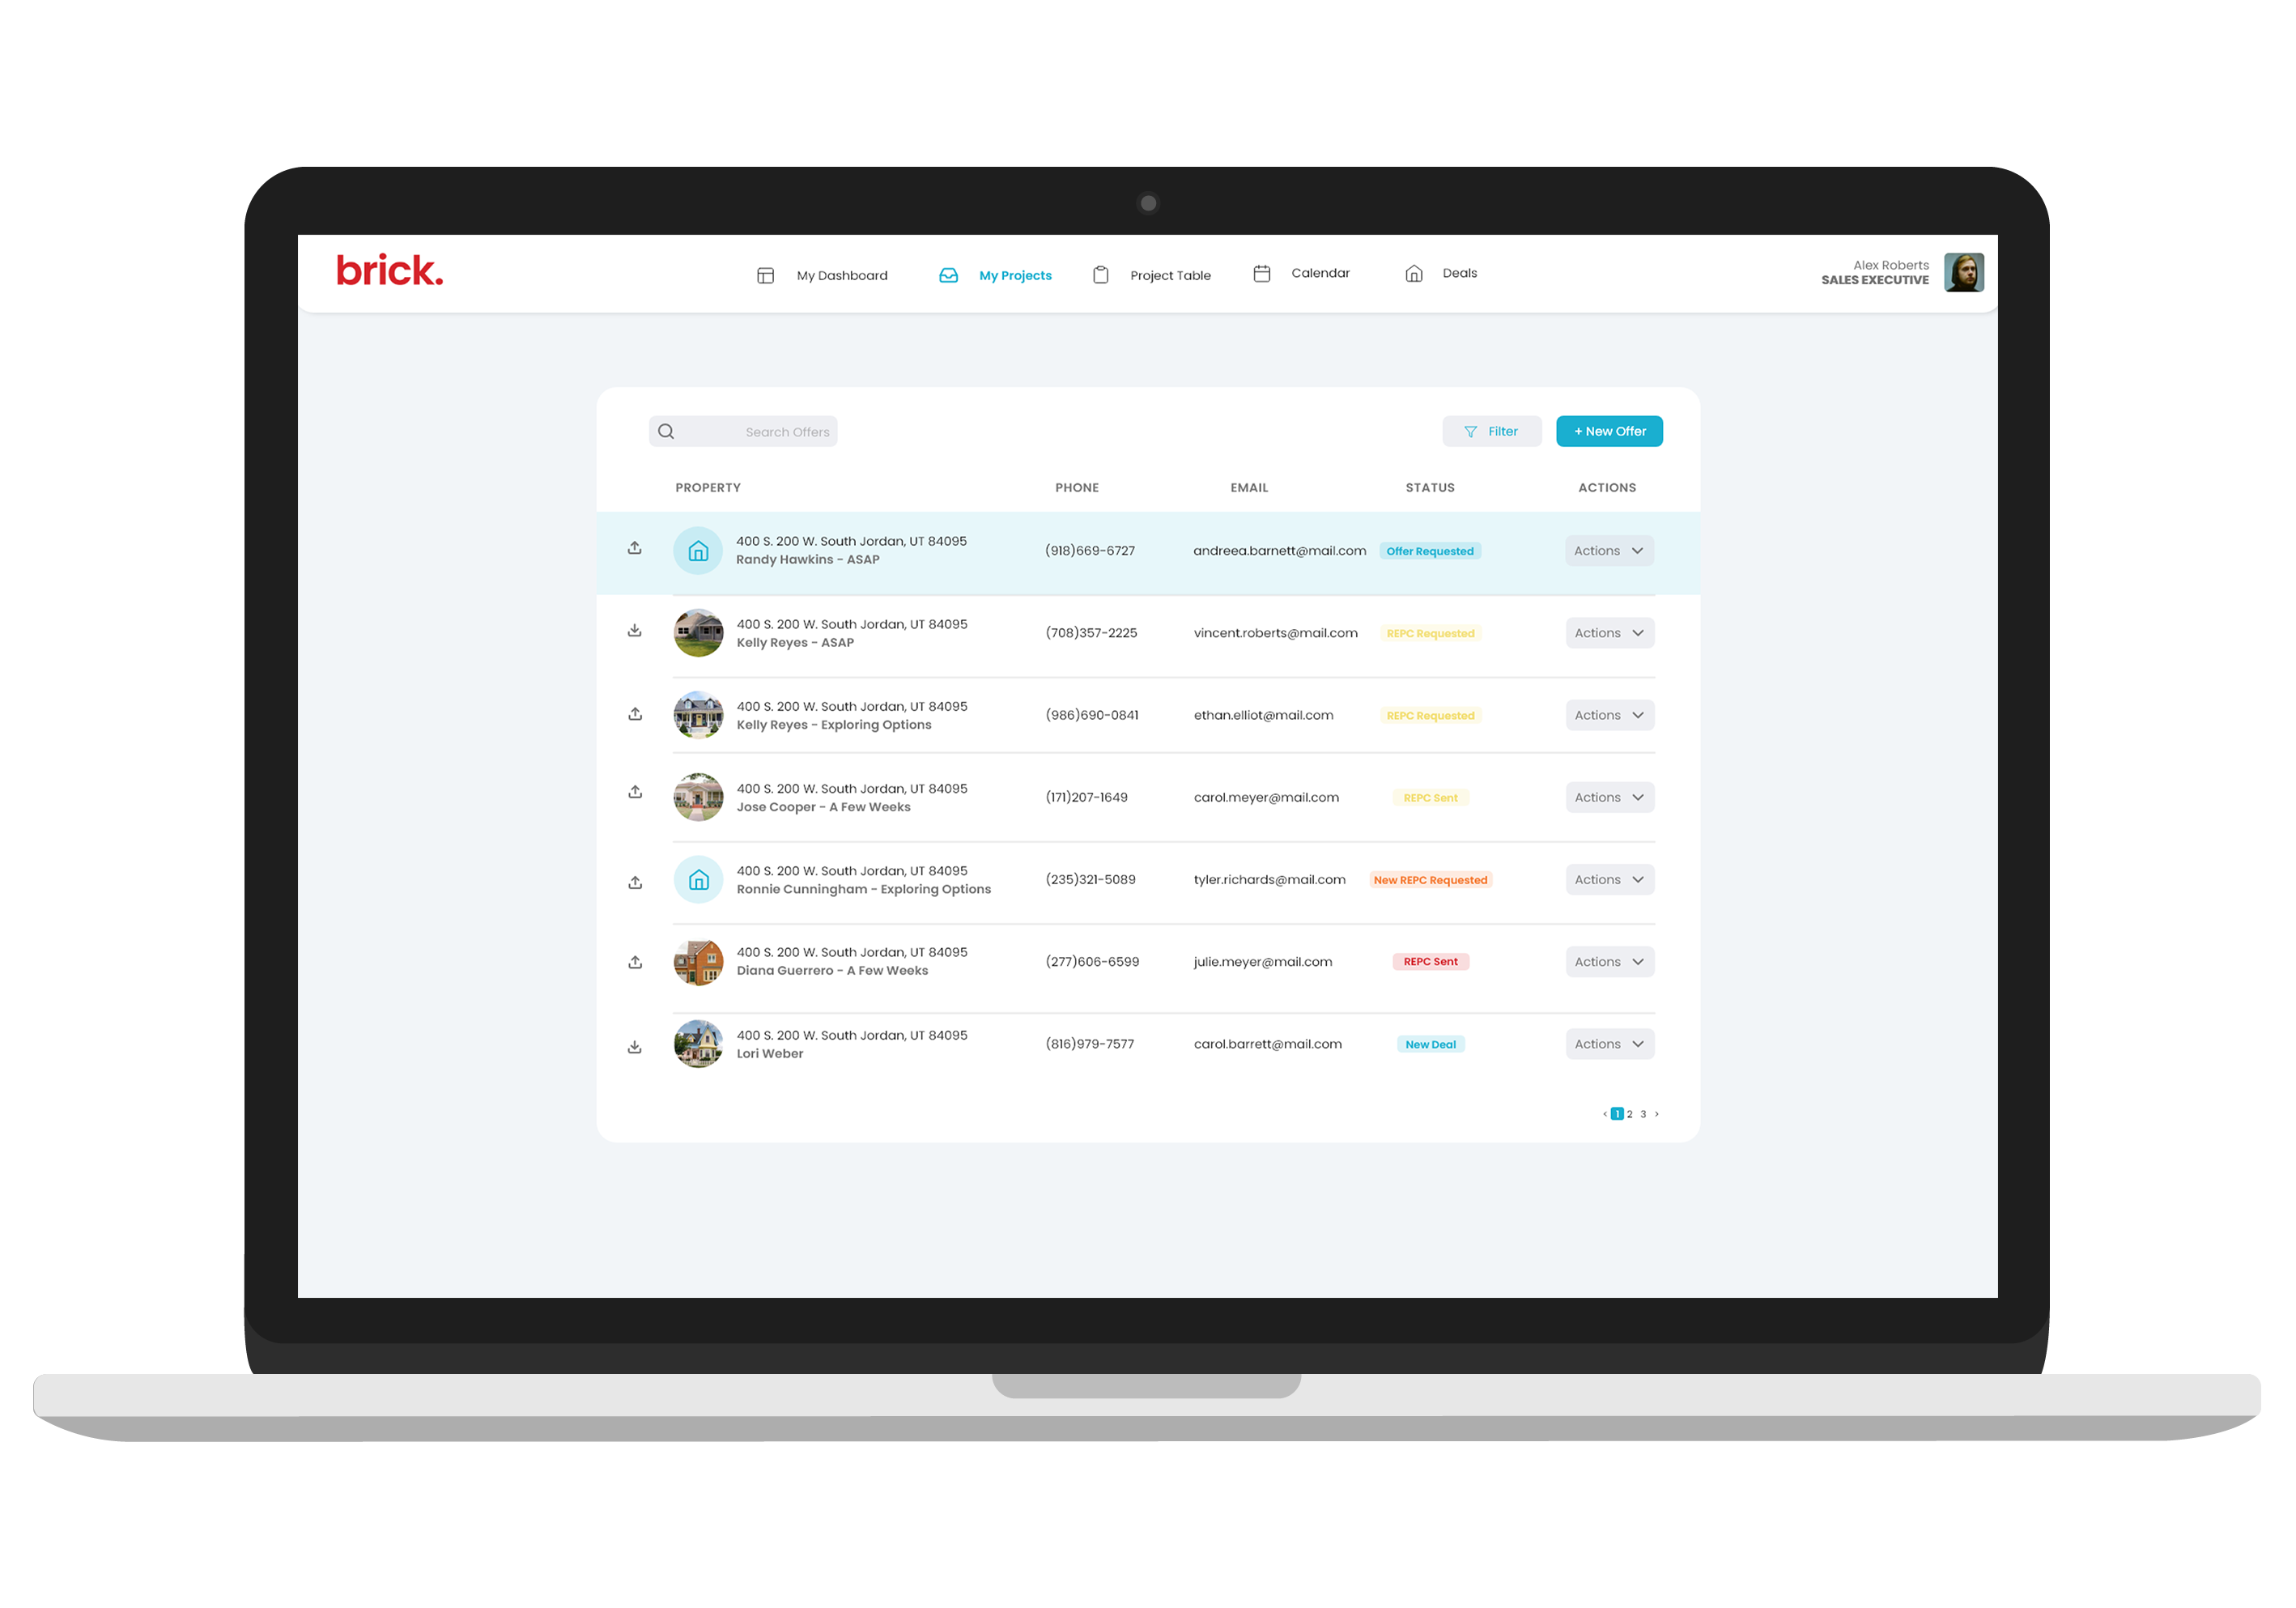 brick.
My Dashboard
My Projects
Project Table
Calendar
Deals
Alex Roberts
SALES EXECUTIVE
Search Offers
Filter
+ New Offer
PROPERTY PHONE EMAIL STATUS ACTIONS
400 S. 200 W. South Jordan, UT 84095
Randy Hawkins - ASAP
(918)669-6727
andreea.barnett@mail.com
Offer Requested
Actions
400 S. 200 W. South Jordan, UT 84095
Kelly Reyes - ASAP
(708)357-2225
vincent.roberts@mail.com
REPC Requested
Actions
400 S. 200 W. South Jordan, UT 84095
Kelly Reyes - Exploring Options
(986)690-0841
ethan.elliot@mail.com
REPC Requested
Actions
400 S. 200 W. South Jordan, UT 84095
Jose Cooper - A Few Weeks
(171)207-1649
carol.meyer@mail.com
REPC Sent
Actions
400 S. 200 W. South Jordan, UT 84095
Ronnie Cunningham - Exploring Options
(235)321-5089
tyler.richards@mail.com
New REPC Requested
Actions
400 S. 200 W. South Jordan, UT 84095
Diana Guerrero - A Few Weeks
(277)606-6599
julie.meyer@mail.com
REPC Sent
Actions
400 S. 200 W. South Jordan, UT 84095
Lori Weber
(816)979-7577
carol.barrett@mail.com
New Deal
Actions
< 1 2 3 >